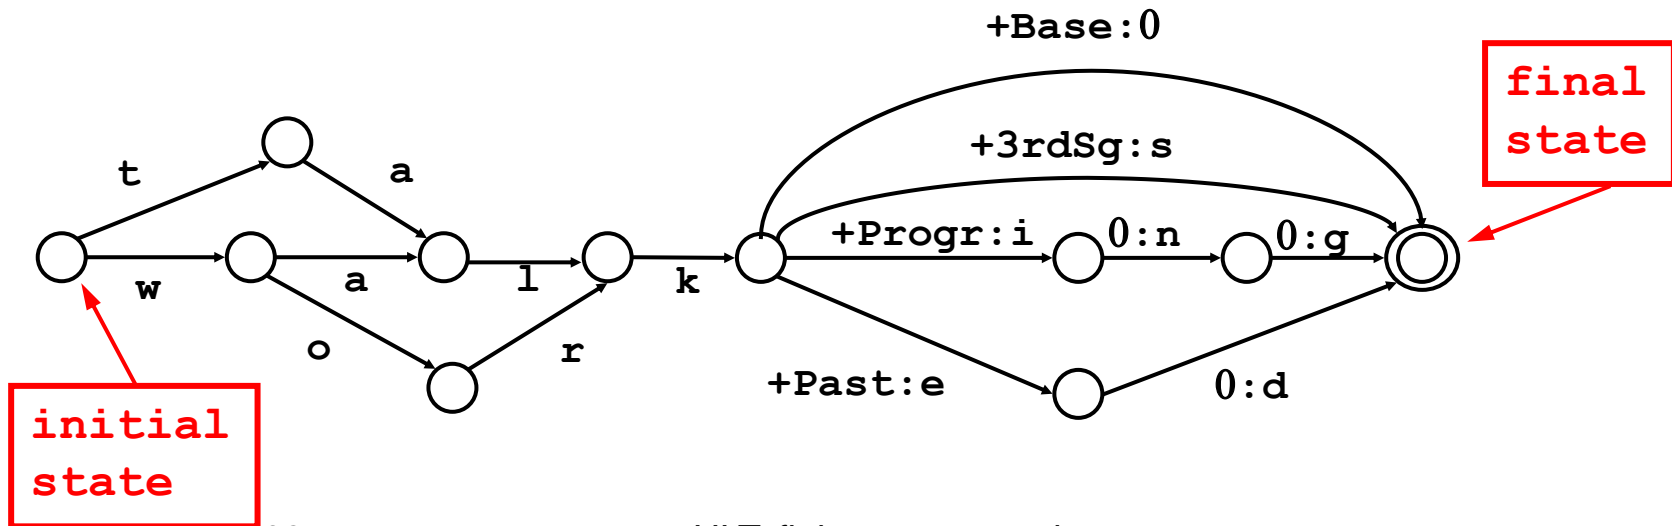 +Base:0
final
state
+3rdSg:s
t
a
+Progr:i
0:n
0:g
w
a
l
k
o
r
+Past:e
0:d
initial
state